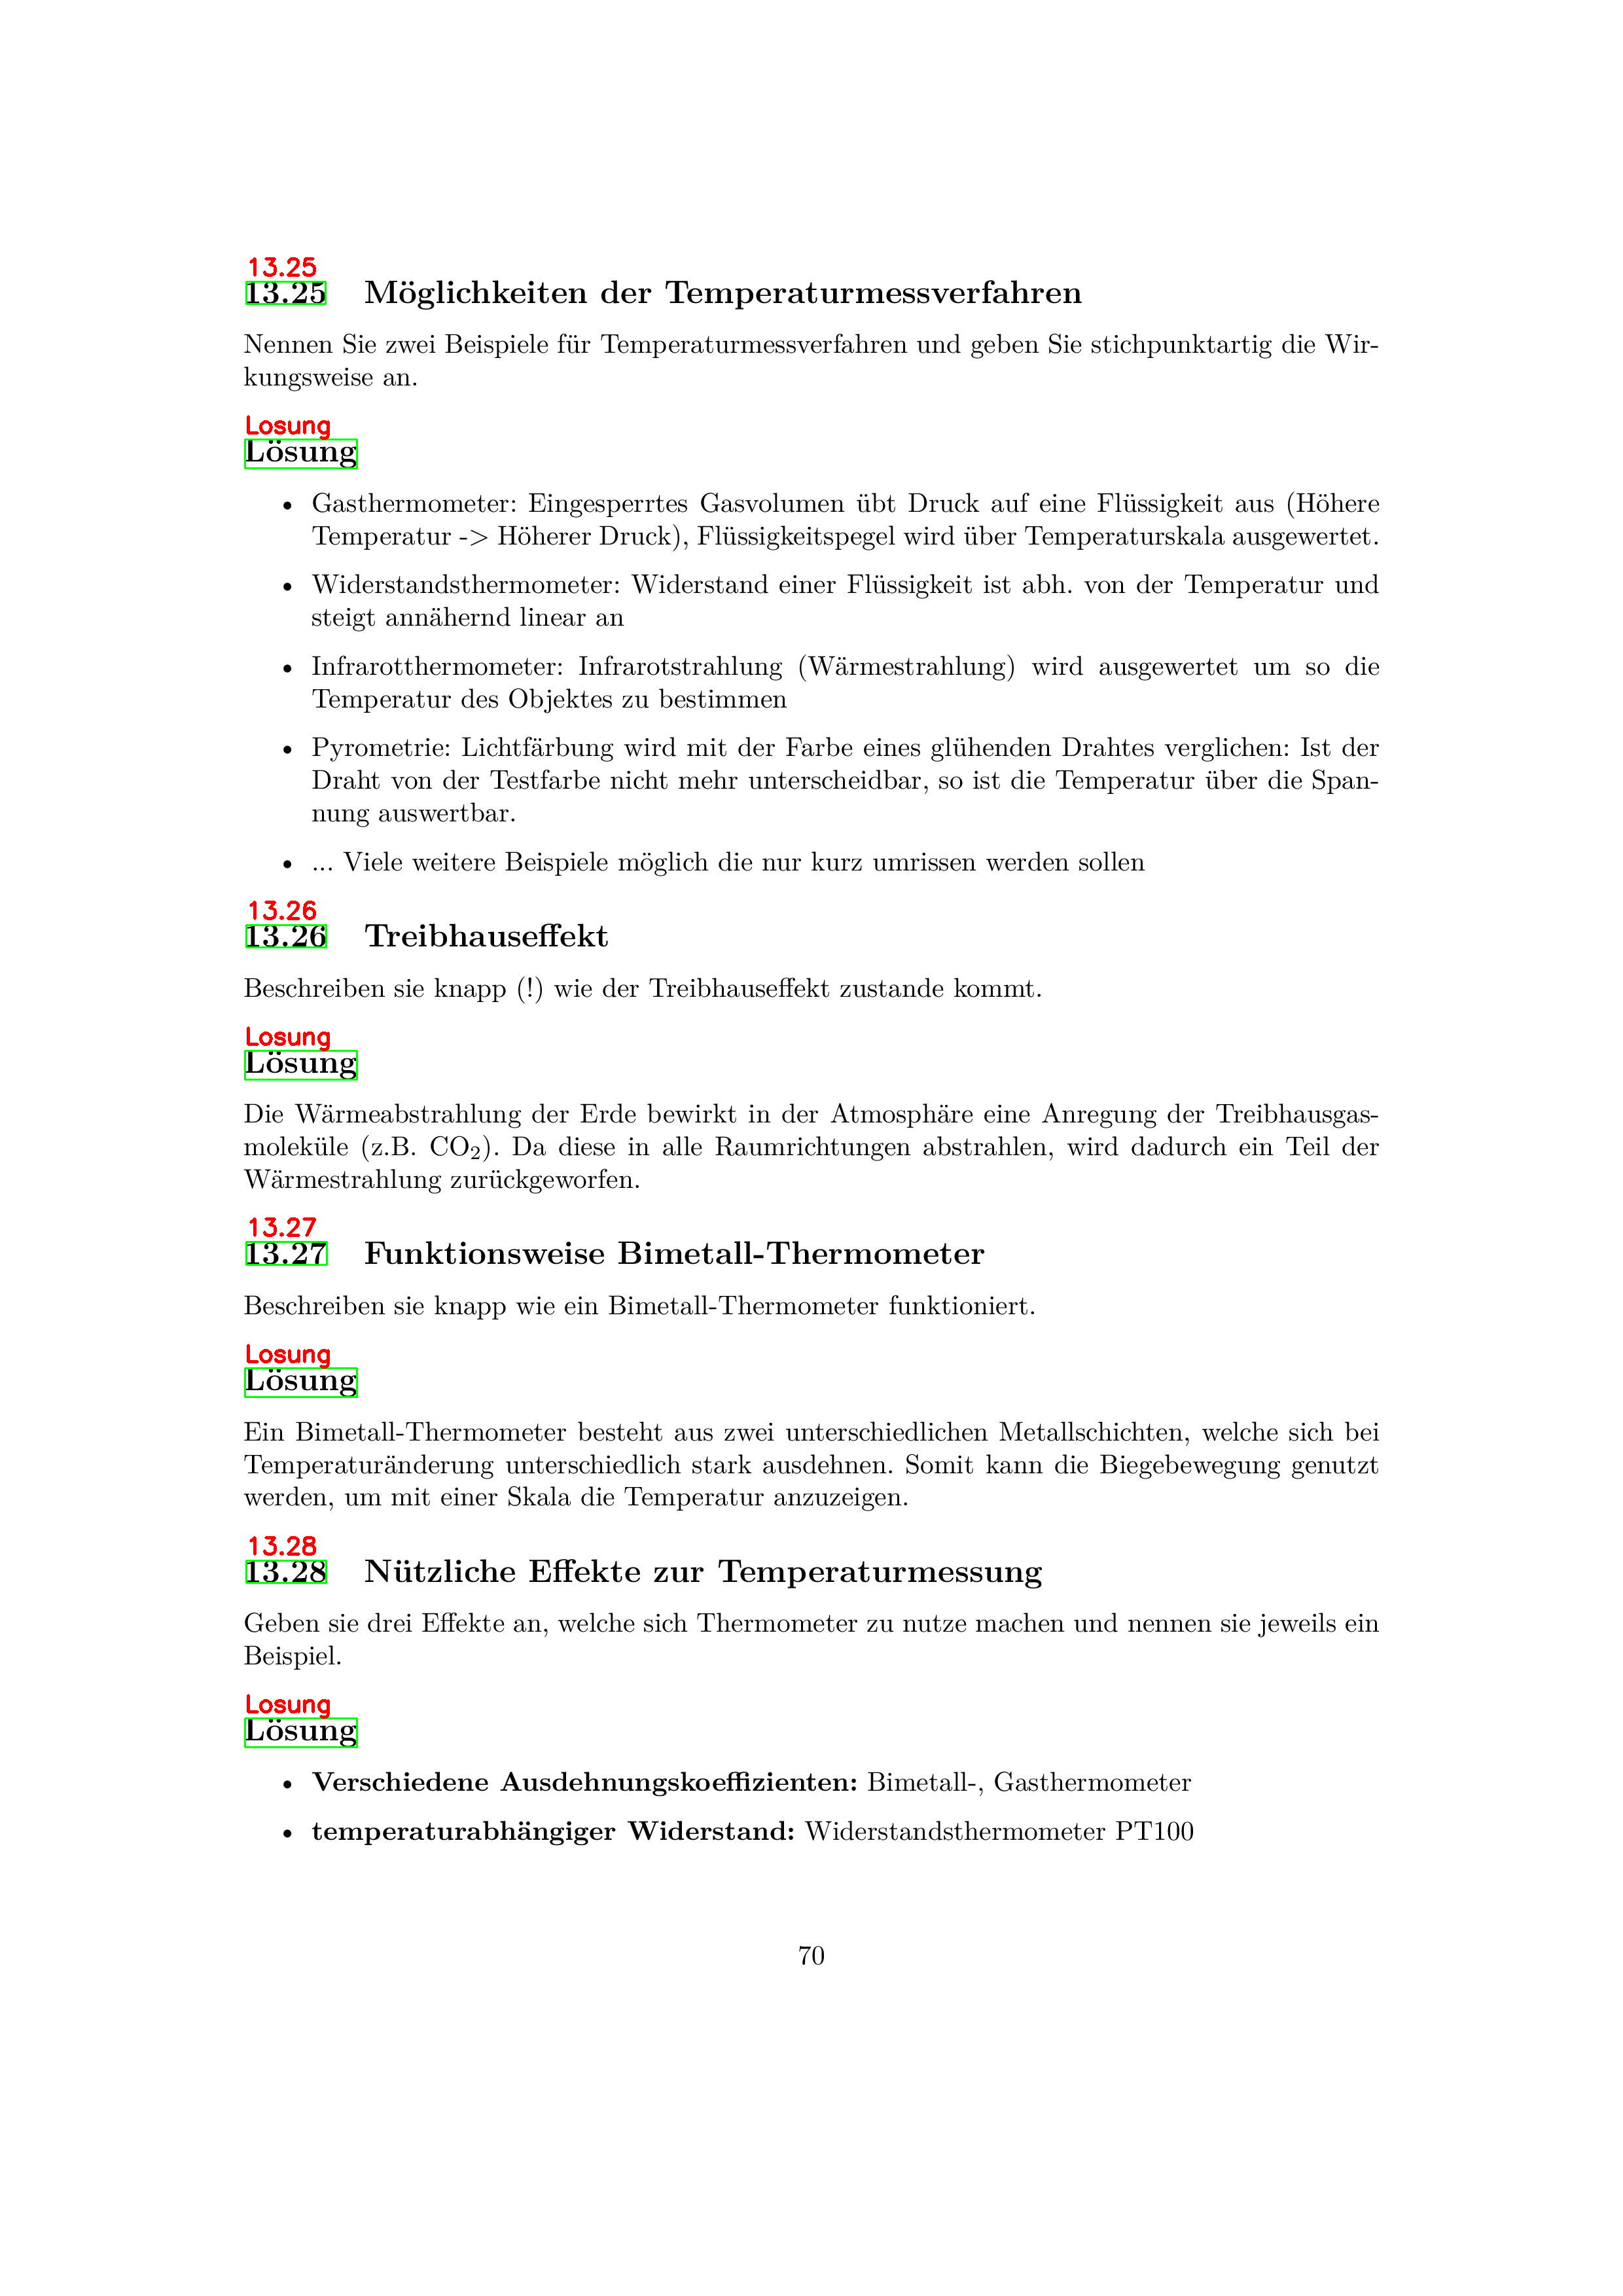 13.25
13.25 Möglichkeiten der Temperaturmessverfahren
Nennen Sie zwei Beispiele für Temperaturmessverfahren und geben Sie stichpunktartig die Wir-
kungsweise an.
Losung
Lösung
• Gasthermometer: Eingesperrtes Gasvolumen übt Druck auf eine Flüssigkeit aus (Höhere
Temperatur -> Höherer Druck), Flüssigkeitspegel wird über Temperaturskala ausgewertet.
• Widerstandsthermometer: Widerstand einer Flüssigkeit ist abh. von der Temperatur und
steigt annähernd linear an
• Infrarotthermometer: Infrarotstrahlung (Wärmestrahlung) wird ausgewertet um so die
Temperatur des Objektes zu bestimmen
• Pyrometrie: Lichtfärbung wird mit der Farbe eines glühenden Drahtes verglichen: Ist der
Draht von der Testfarbe nicht mehr unterscheidbar, so ist die Temperatur über die Span-
nung auswertbar.
• ... Viele weitere Beispiele möglich die nur kurz umrissen werden sollen
13.26
13.26 Treibhauseffekt
Beschreiben sie knapp (!) wie der Treibhauseffekt zustande kommt.
Losung
Lösung
Die Wärmeabstrahlung der Erde bewirkt in der Atmosphäre eine Anregung der Treibhausgas-
moleküle (z.B. CO₂). Da diese in alle Raumrichtungen abstrahlen, wird dadurch ein Teil der
Wärmestrahlung zurückgeworfen.
13.27
13.27 Funktionsweise Bimetall-Thermometer
Beschreiben sie knapp wie ein Bimetall-Thermometer funktioniert.
Losung
Lösung
Ein Bimetall-Thermometer besteht aus zwei unterschiedlichen Metallschichten, welche sich bei
Temperaturänderung unterschiedlich stark ausdehnen. Somit kann die Biegebewegung genutzt
werden, um mit einer Skala die Temperatur anzuzeigen.
13.28
13.28 Nützliche Effekte zur Temperaturmessung
Geben sie drei Effekte an, welche sich Thermometer zu nutze machen und nennen sie jeweils ein
Beispiel.
Losung
Lösung
• Verschiedene Ausdehnungskoeffizienten: Bimetall-, Gasthermometer
• temperaturabhängiger Widerstand: Widerstandsthermometer PT100
70